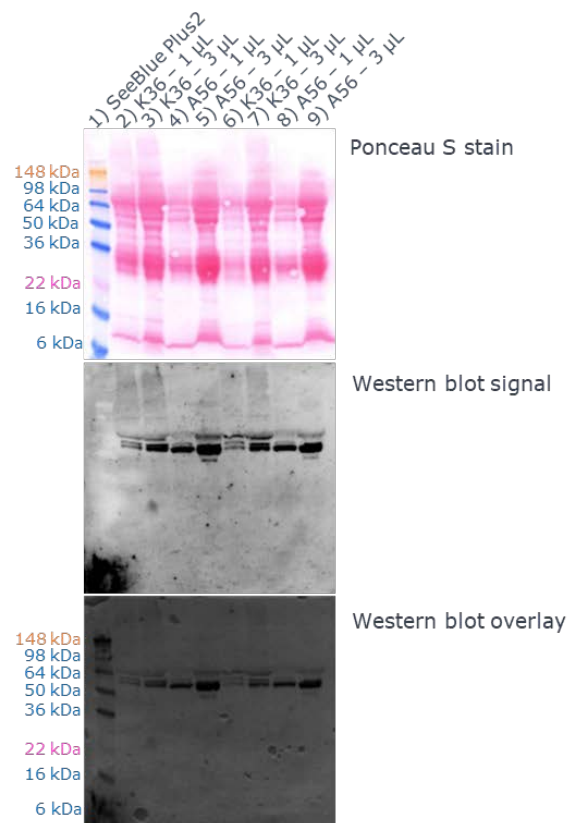 1) SeeBlue Plus2
2) K36 – 1 µL
3) K36 – 3 µL
4) A56 – 1 µL
5) A56 – 3 µL
6) K36 – 1 µL
7) K36 – 3 µL
8) A56 – 1 µL
9) A56 – 3 µL
Ponceau S stain
148 kDa
98 kDa
64 kDa
50 kDa
36 kDa
22 kDa
16 kDa
6 kDa
Western blot signal
Western blot overlay
148 kDa
98 kDa
64 kDa
50 kDa
36 kDa
22 kDa
16 kDa
6 kDa